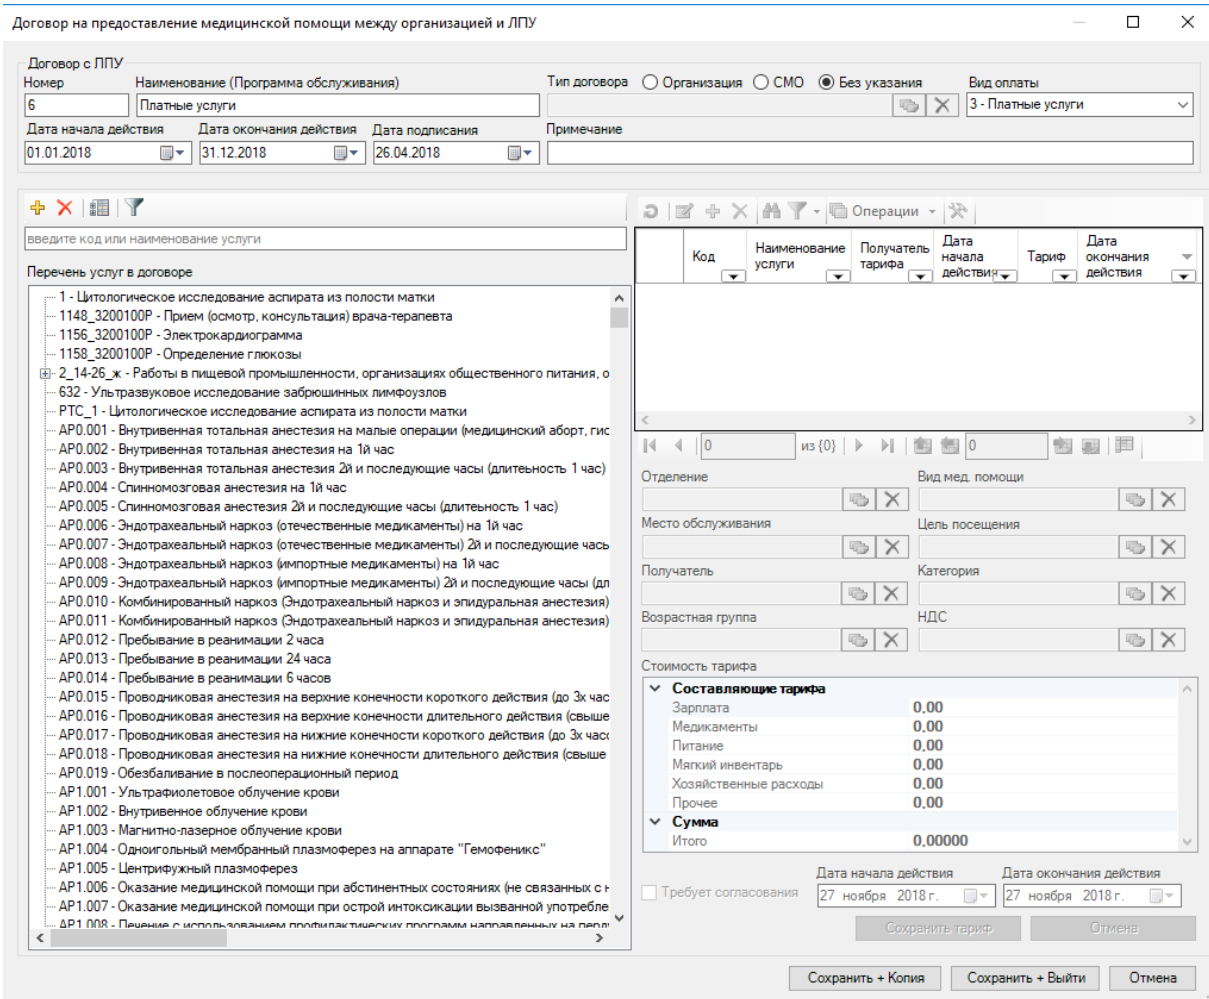 Договор на предоставление медицинской помощи между организацией и ЛПУ
Договор с ЛПУ
Номер Наименование (Программа обслуживания) Тип договора Организация СМО Без указания Вид оплаты
6 Платные услуги 3 - Платные услуги
Дата начала действия Дата окончания действия Дата подписания Примечание
01.01.2018 31.12.2018 26.04.2018
введите код или наименование услуги
Перечень услуг в договоре
1 - Цитологическое исследование аспирата из полости матки
1148_3200100Р - Прием (осмотр, консультация) врача-терапевта
1156_3200100Р - Электрокардиограмма
1158_3200100Р - Определение глюкозы
2_14-26_ж - Работы в пищевой промышленности, организациях общественного питания, о
632 - Ультразвуковое исследование забрюшинных лимфоузлов
РТС_1 - Цитологическое исследование аспирата из полости матки
АР0.001 - Внутривенная тотальная анестезия на малые операции (медицинский аборт, гис
АР0.002 - Внутривенная тотальная анестезия на 1й час
АР0.003 - Внутривенная тотальная анестезия 2й и последующие часы (длитеьность 1 час)
АР0.004 - Спинномозговая анестезия на 1й час
АР0.005 - Спинномозговая анестезия 2й и последующие часы (длитеьность 1 час)
АР0.006 - Эндотрахеальный наркоз (отечественные медикаменты) на 1й час
АР0.007 - Эндотрахеальный наркоз (отечественные медикаменты) 2й и последующие часы
АР0.008 - Эндотрахеальный наркоз (импортные медикаменты) на 1й час
АР0.009 - Эндотрахеальный наркоз (импортные медикаменты) 2й и последующие часы (дл
АР0.010 - Комбинированный наркоз (Эндотрахеальный наркоз и эпидуральная анестезия)
АР0.011 - Комбинированный наркоз (Эндотрахеальный наркоз и эпидуральная анестезия)
АР0.012 - Пребывание в реанимации 2 часа
АР0.013 - Пребывание в реанимации 24 часа
АР0.014 - Пребывание в реанимации 6 часов
АР0.015 - Проводниковая анестезия на верхние конечности короткого действия (до 3х час
АР0.016 - Проводниковая анестезия на верхние конечности длительного действия (свыше
АР0.017 - Проводниковая анестезия на нижние конечности короткого действия (до 3х часо
АР0.018 - Проводниковая анестезия на нижние конечности длительного действия (свыше
АР0.019 - Обезбаливание в послеоперационный период
АР1.001 - Ультрафиолетовое облучение крови
АР1.002 - Внутривенное облучение крови
АР1.003 - Магнитно-лазерное облучение крови
АР1.004 - Одноигольный мембранный плазмоферез на аппарате "Гемофеникс"
АР1.005 - Центрифужный плазмоферез
АР1.006 - Оказание медицинской помощи при абстинентных состояниях (не связанных с н
АР1.007 - Оказание медицинской помощи при острой интоксикации вызванной употребле
АР1.008 - Лечение с использованием профилактических программ направленных на
Операции
Код Наименование услуги Получатель тарифа Дата начала действия Тариф Дата окончания действия
0 из {0} 0
Отделение Вид мед. помощи
Место обслуживания Цель посещения
Получатель Категория
Возрастная группа НДС
Стоимость тарифа
Составляющие тарифа
Зарплата 0,00
Медикаменты 0,00
Питание 0,00
Мягкий инвентарь 0,00
Хозяйственные расходы 0,00
Прочее 0,00
Сумма
Итого 0,00000
Дата начала действия Дата окончания действия
Требует согласования 27 ноября 2018 г. 27 ноября 2018 г.
Сохранить тариф Отмена
Сохранить + Копия Сохранить + Выйти Отмена